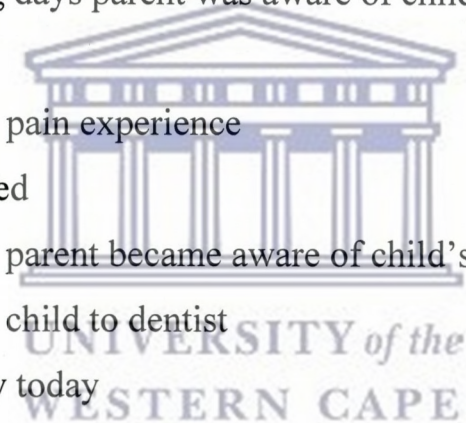 days parent was aware of child
pain experience
ed
parent became aware of child's
child to dentist
UNIVERSITY of the
y today
WESTERN CAPE